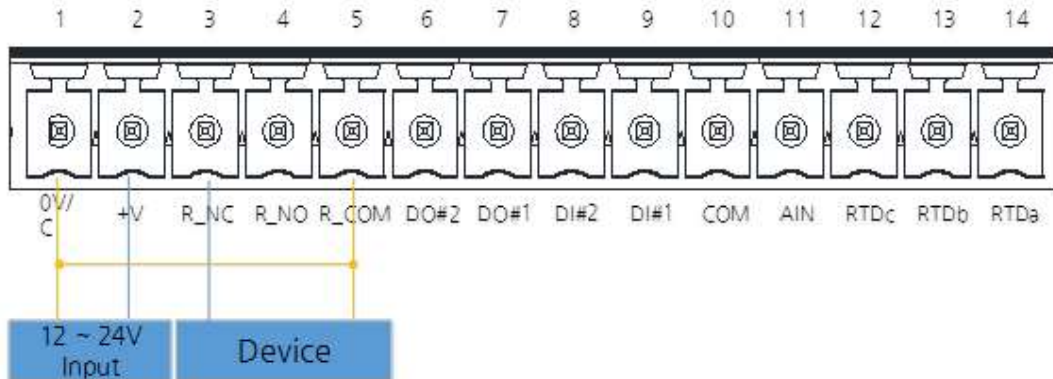 1 2 3 4 5 6 7 8 9 10 11 12 13 14
0V/
C +V R_NC R_NO R_COM DO#2 DO#1 DI#2 DI#1 COM AIN RTDc RTDb RTDa
12 ~ 24V
Input
Device